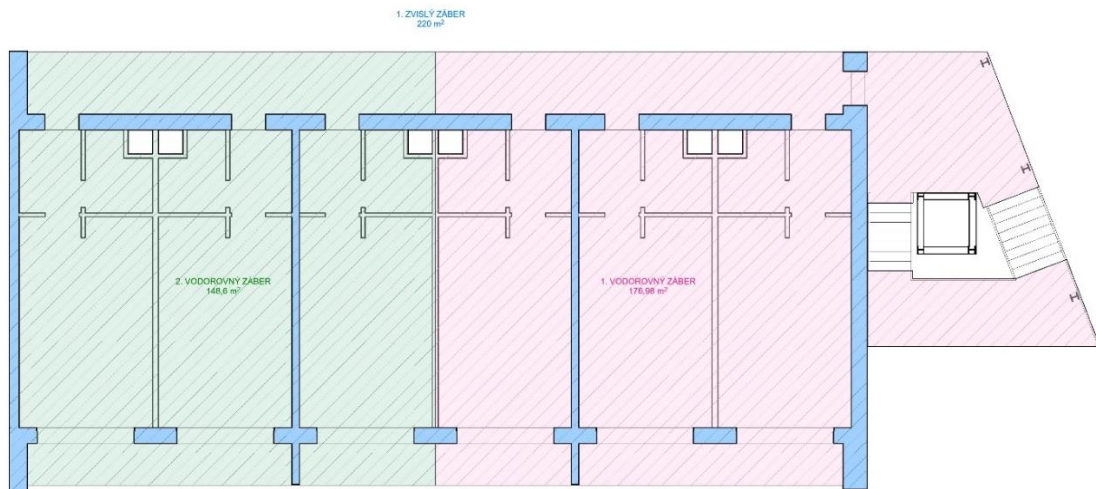 1. ZVISLÝ ZÁBER
220 m²
2. VODOROVNÝ ZÁBER
148,6 m²
1. VODOROVNÝ ZÁBER
176,98 m²